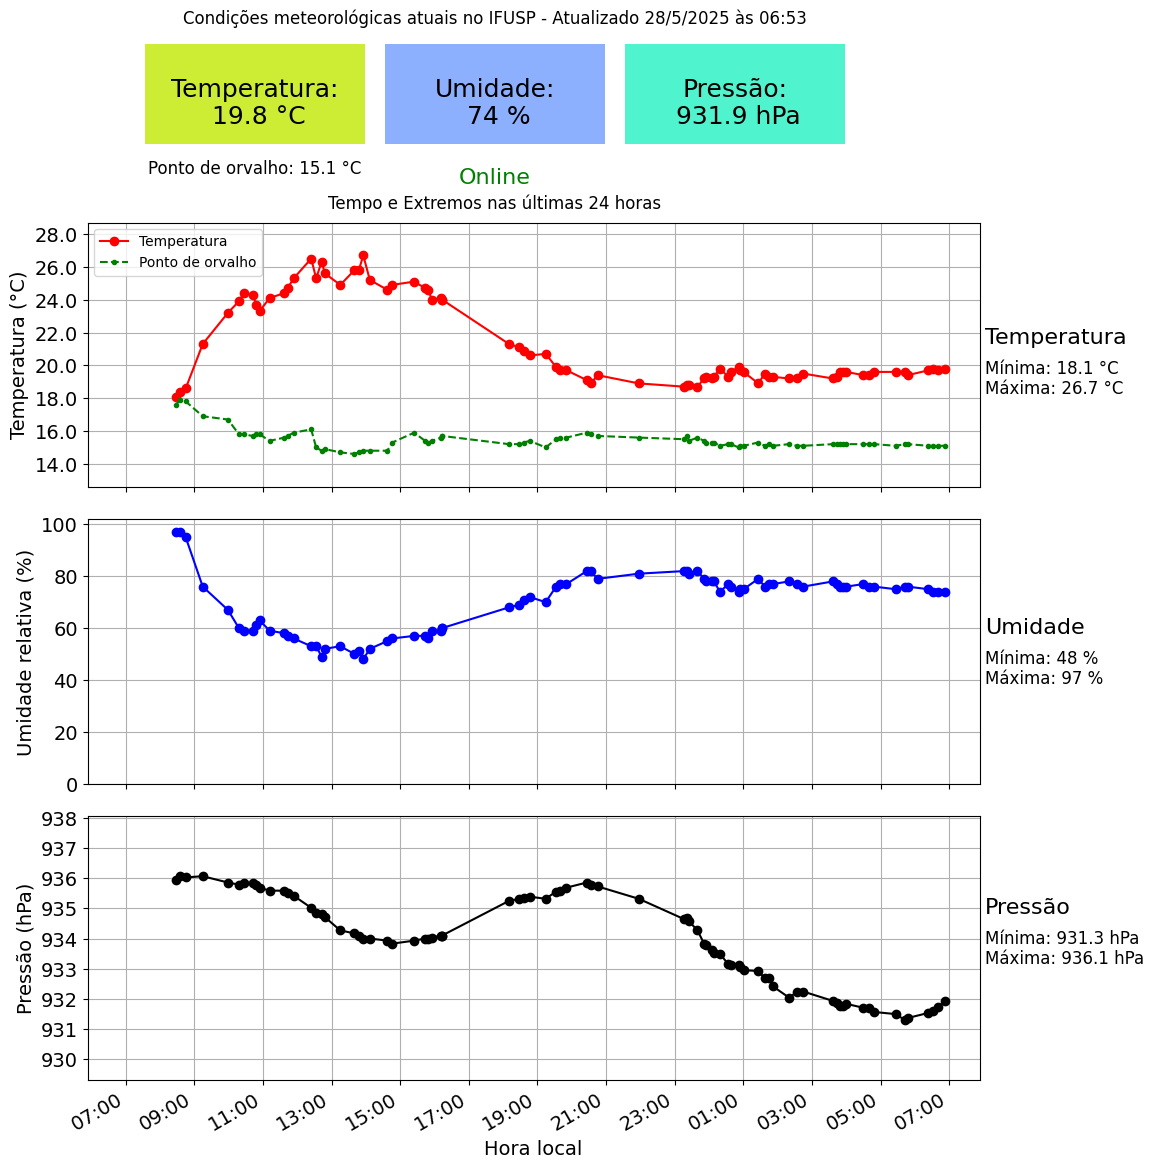 Condições meteorológicas atuais no IFUSP - Atualizado 28/5/2025 às 06:53
Temperatura:
19.8 °C
Umidade:
74 %
Pressão:
931.9 hPa
Ponto de orvalho: 15.1 °C
Online
Tempo e Extremos nas últimas 24 horas
Temperatura (°C)
28.0
26.0
24.0
22.0
20.0
18.0
16.0
14.0
Temperatura
Ponto de orvalho
Temperatura
Mínima: 18.1 °C
Máxima: 26.7 °C
Umidade relativa (%)
100
80
60
40
20
0
Umidade
Mínima: 48 %
Máxima: 97 %
Pressão (hPa)
938
937
936
935
934
933
932
931
930
Pressão
Mínima: 931.3 hPa
Máxima: 936.1 hPa
07:00 09:00 11:00 13:00 15:00 17:00 19:00 21:00 23:00 01:00 03:00 05:00 07:00
Hora local